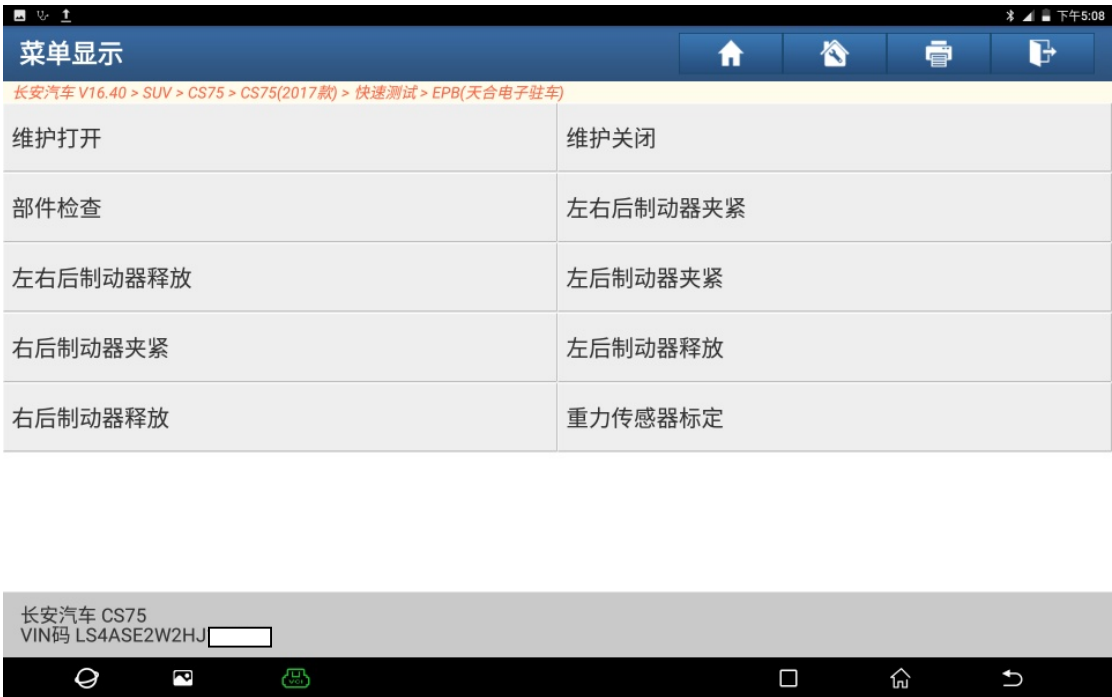 下午5:08
菜单显示
长安汽车 V16.40 > SUV > CS75 > CS75(2017款) > 快速测试 > EPB(天合电子驻车)
维护打开
维护关闭
部件检查
左右后制动器夹紧
左右后制动器释放
左后制动器夹紧
右后制动器夹紧
左后制动器释放
右后制动器释放
重力传感器标定
长安汽车 CS75
VIN码 LS4ASE2W2HJ
VCI